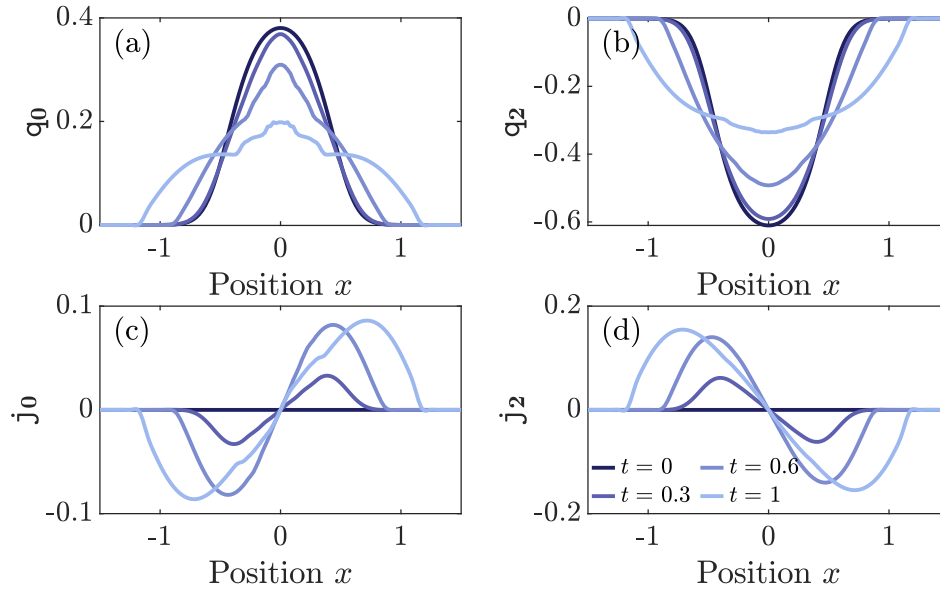 0.4
(a)
0.2
0
q0
-1 0 1
Position x
0
(b)
-0.2
-0.4
-0.6
q2
-1 0 1
Position x
0.1
(c)
0
-0.1
j0
-1 0 1
Position x
0.2
(d)
0
-0.2
j2
t = 0 t = 0.6
t = 0.3 t = 1
-1 0 1
Position x